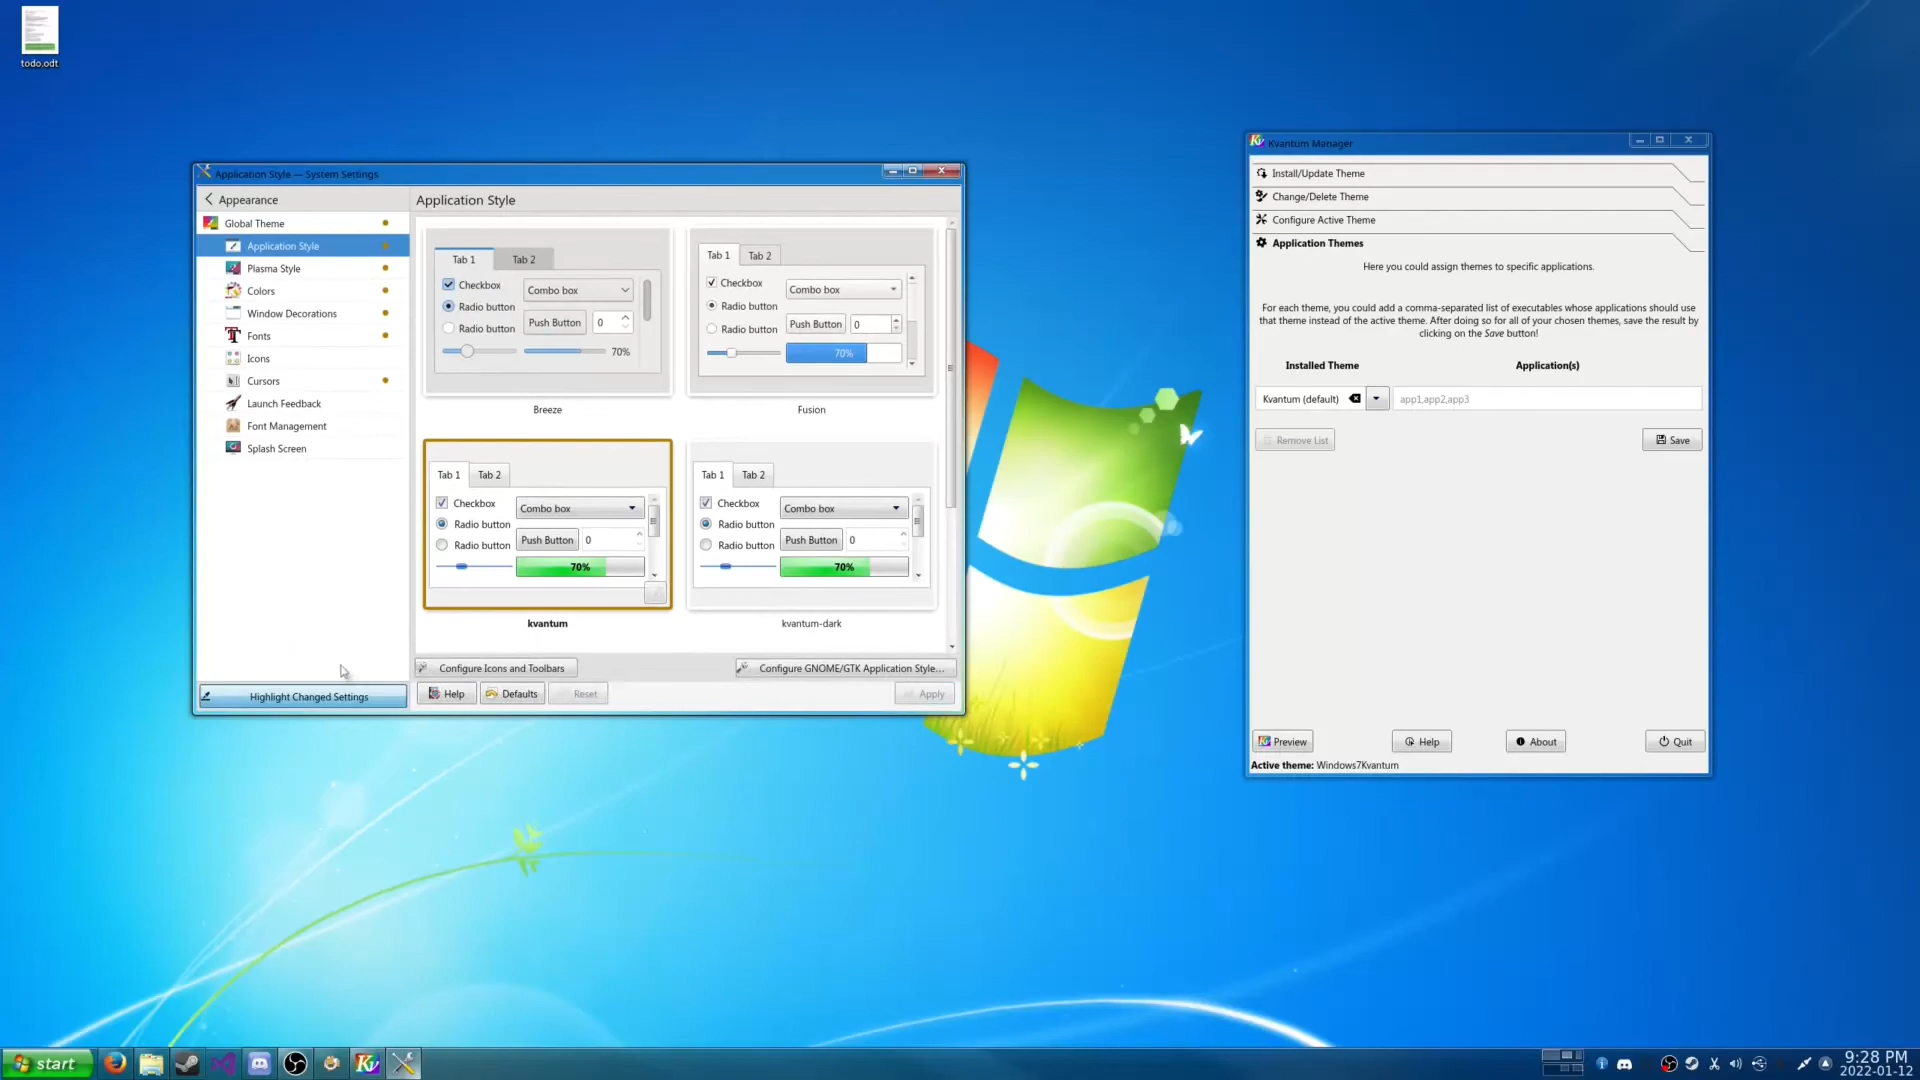 todo.odt
Application Style — System Settings
Appearance
Application Style
Global Theme
Application Style
Plasma Style
Colors
Window Decorations
Fonts
Icons
Cursors
Launch Feedback
Font Management
Splash Screen
Highlight Changed Settings
Tab 1
Tab 2
Checkbox
Combo box
Radio button
Radio button
Push Button
0
70%
Breeze
Tab 1
Tab 2
Checkbox
Combo box
Radio button
Radio button
Push Button
0
70%
Fusion
Tab 1
Tab 2
Checkbox
Combo box
Radio button
Radio button
Push Button
0
70%
kvantum
Tab 1
Tab 2
Checkbox
Combo box
Radio button
Radio button
Push Button
0
70%
kvantum-dark
Configure Icons and Toolbars
Configure GNOME/GTK Application Style...
Help
Defaults
Reset
Apply
Kvantum Manager
Install/Update Theme
Change/Delete Theme
Configure Active Theme
Application Themes
Here you could assign themes to specific applications.
For each theme, you could add a comma-separated list of executables whose applications should use
that theme instead of the active theme. After doing so for all of your chosen themes, save the result by
clicking on the Save button!
Installed Theme
Application(s)
Kvantum (default)
app1,app2,app3
Remove List
Save
Preview
Help
About
Quit
Active theme: Windows7Kvantum
start
9:28 PM
2022-01-12